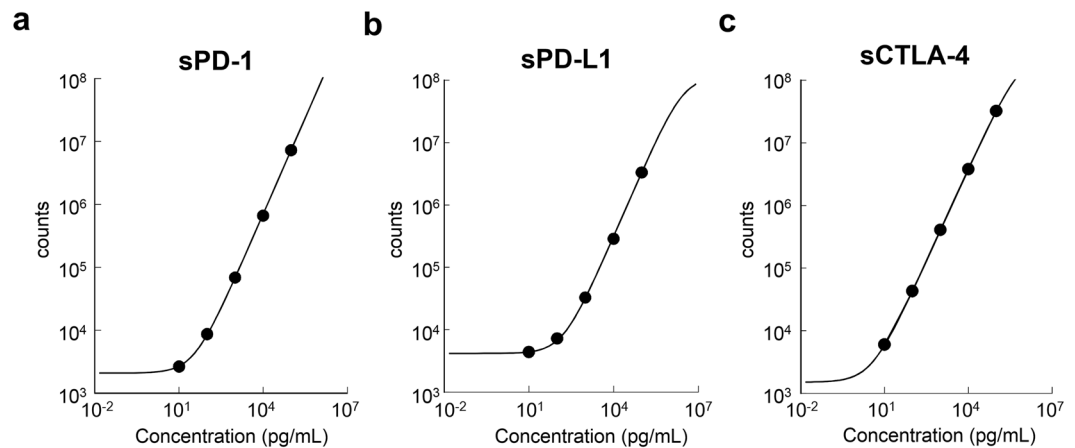 a
sPD-1
10⁸
10⁷
10⁶
10⁵
10⁴
10³
counts
10⁻² 10¹ 10⁴ 10⁷
Concentration (pg/mL)
b
sPD-L1
10⁸
10⁷
10⁶
10⁵
10⁴
10³
counts
10⁻² 10¹ 10⁴ 10⁷
Concentration (pg/mL)
c
sCTLA-4
10⁸
10⁷
10⁶
10⁵
10⁴
10³
counts
10⁻² 10¹ 10⁴ 10⁷
Concentration (pg/mL)